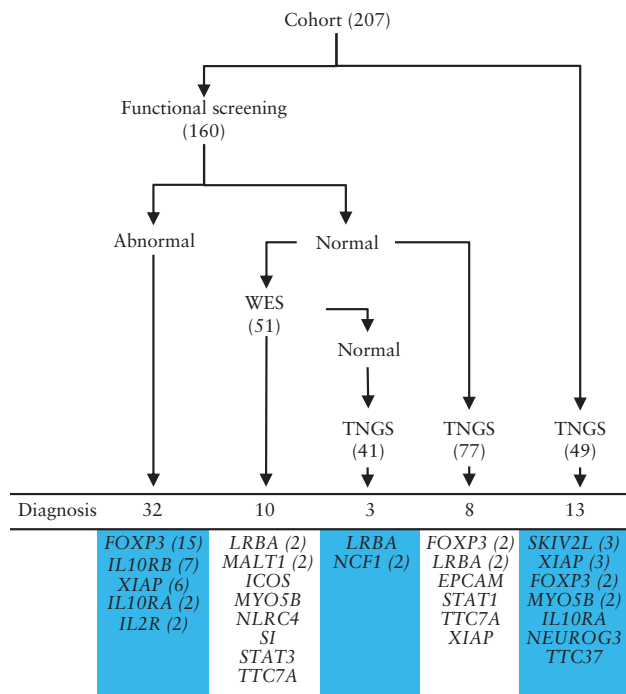 Cohort (207)
Functional screening
(160)
Abnormal
Normal
WES
(51)
Normal
TNGS
(41)
TNGS
(77)
TNGS
(49)
Diagnosis 32 10 3 8 13
FOXP3 (15)
IL10RB (7)
XIAP (6)
IL10RA (2)
IL2R (2)
LRBA (2)
MALT1 (2)
ICOS
MYO5B
NLRC4
SI
STAT3
TTC7A
LRBA
NCF1 (2)
FOXP3 (2)
LRBA (2)
EPCAM
STAT1
TTC7A
XIAP
SKIV2L (3)
XIAP (3)
FOXP3 (2)
MYO5B (2)
IL10RA
NEUROG3
TTC37